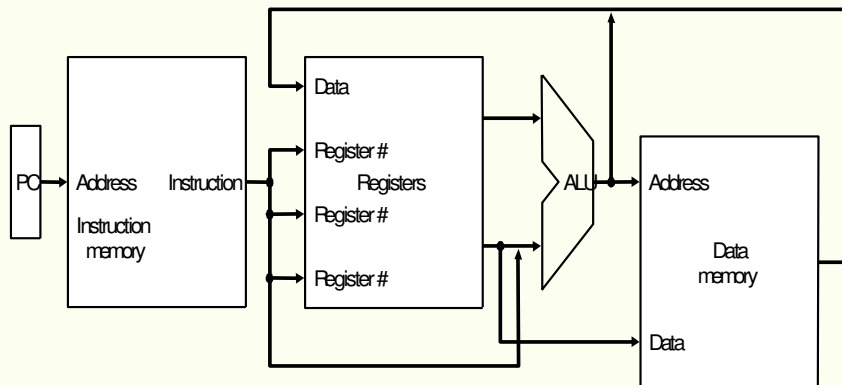 Data
Register #
PC
Address
Instruction
Registers
ALU
Address
Instruction
memory
Register #
Data
memory
Register #
Data